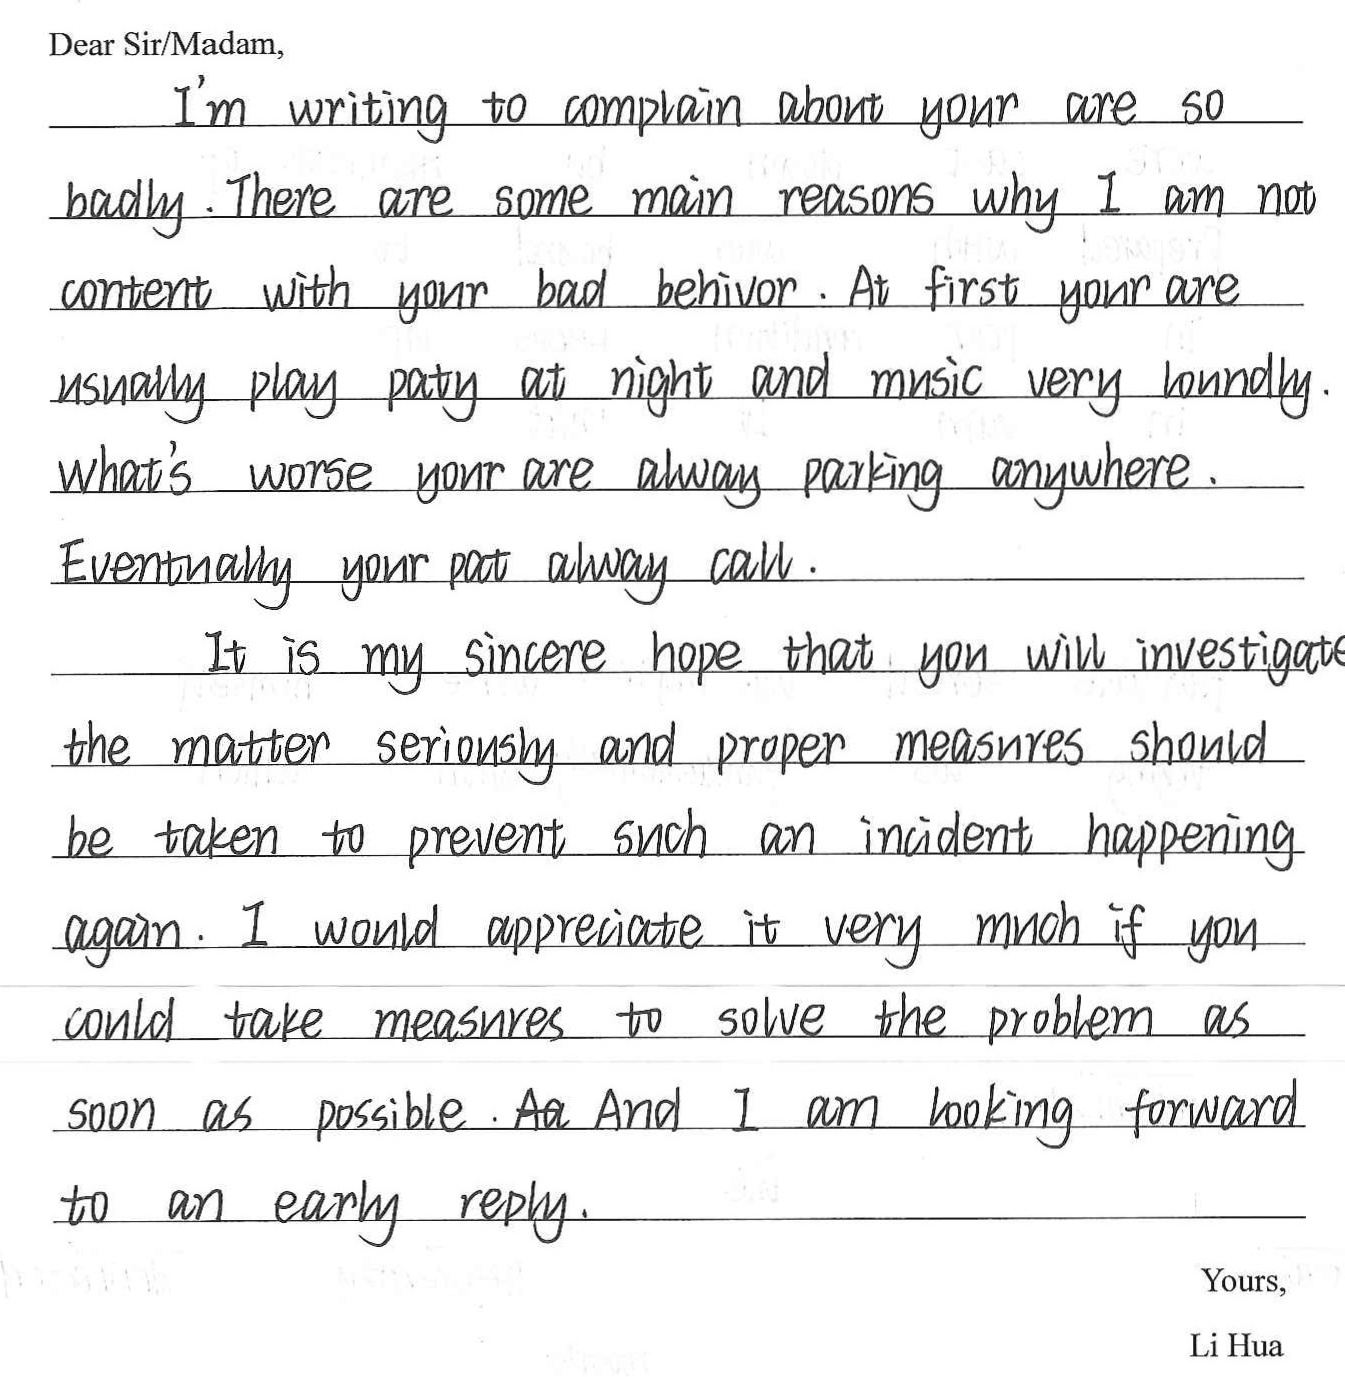 Dear Sir/Madam,
I'm writing to complain about your are so
badly. There are some main reasons why I am not
content with your bad behivor. At first your are
usually play paty at night and music very loundly.
What's worse your are alway parking anywhere.
Eventually your pat alway call.
It is my sincere hope that you will investigate
the matter seriously and proper measures should
be taken to prevent such an incident happening
again. I would appreciate it very much if you
could take measures to solve the problem as
soon as possible. And I am looking forward
to an early reply.
Yours,
Li Hua